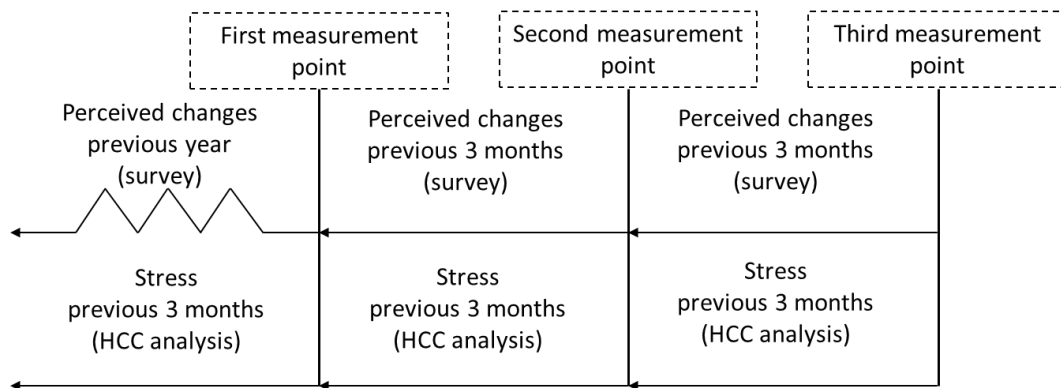 First measurement
point
Second measurement
point
Third measurement
point
Perceived changes
previous year
(survey)
Perceived changes
previous 3 months
(survey)
Perceived changes
previous 3 months
(survey)
Stress
previous 3 months
(HCC analysis)
Stress
previous 3 months
(HCC analysis)
Stress
previous 3 months
(HCC analysis)